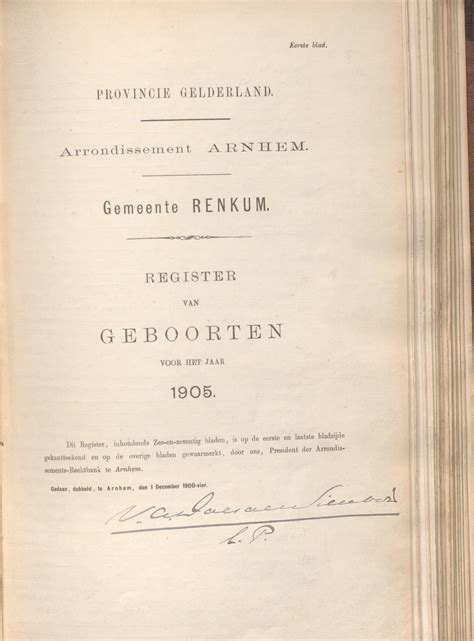 Eerste blad.
PROVINCIE GELDERLAND.
Arrondissement ARNHEM.
Gemeente RENKUM.
REGISTER
VAN
GEBOORTEN
VOOR HET JAAR
1905.
Dit Register, inhoudende Zes-en-zeventig bladen, is op de eerste en laatste bladzijde
gekantteekend en op de overige bladen gewaarmerkt, door ons, President der Arrondis-
sements-Rechtbank te Arnhem.
Gedaan, dubbeld, te Arnhem, den 1 December 1900-vier.